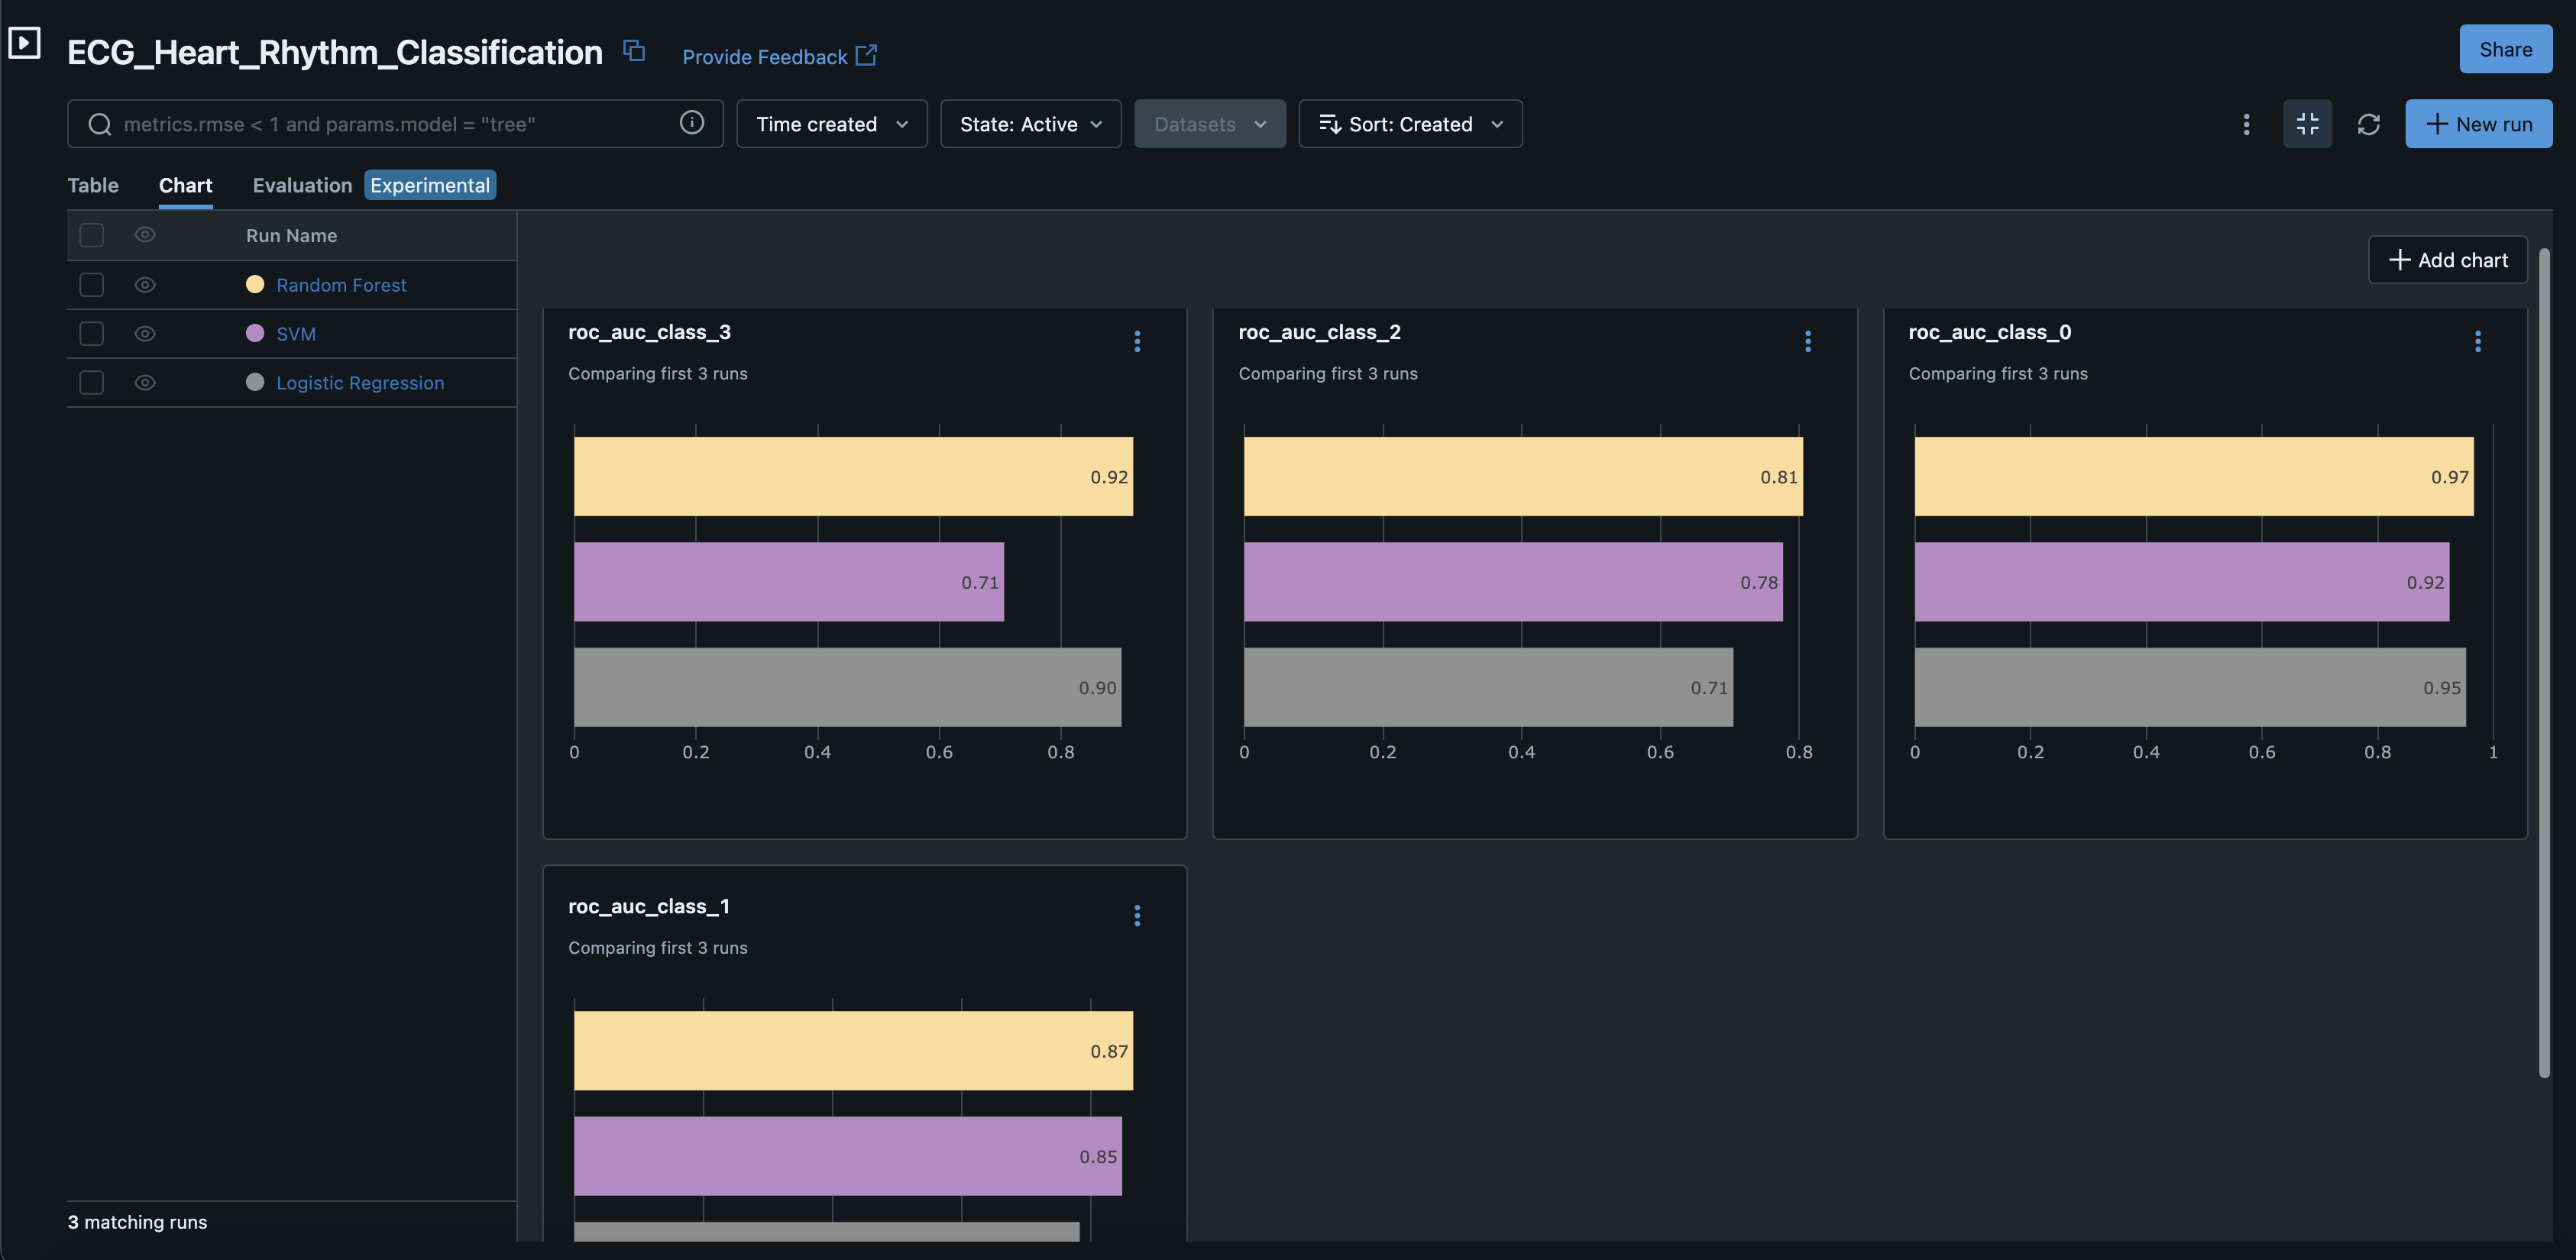 ECG_Heart_Rhythm_Classification
Provide Feedback
Share
metrics.rmse < 1 and params.model = "tree"
Time created
State: Active
Datasets
Sort: Created
New run
Table
Chart
Evaluation
Experimental
Run Name
Random Forest
SVM
Logistic Regression
3 matching runs
Add chart
roc_auc_class_3
Comparing first 3 runs
0.92
0.71
0.90
0 0.2 0.4 0.6 0.8
roc_auc_class_2
Comparing first 3 runs
0.81
0.78
0.71
0 0.2 0.4 0.6 0.8
roc_auc_class_0
Comparing first 3 runs
0.97
0.92
0.95
0 0.2 0.4 0.6 0.8 1
roc_auc_class_1
Comparing first 3 runs
0.87
0.85